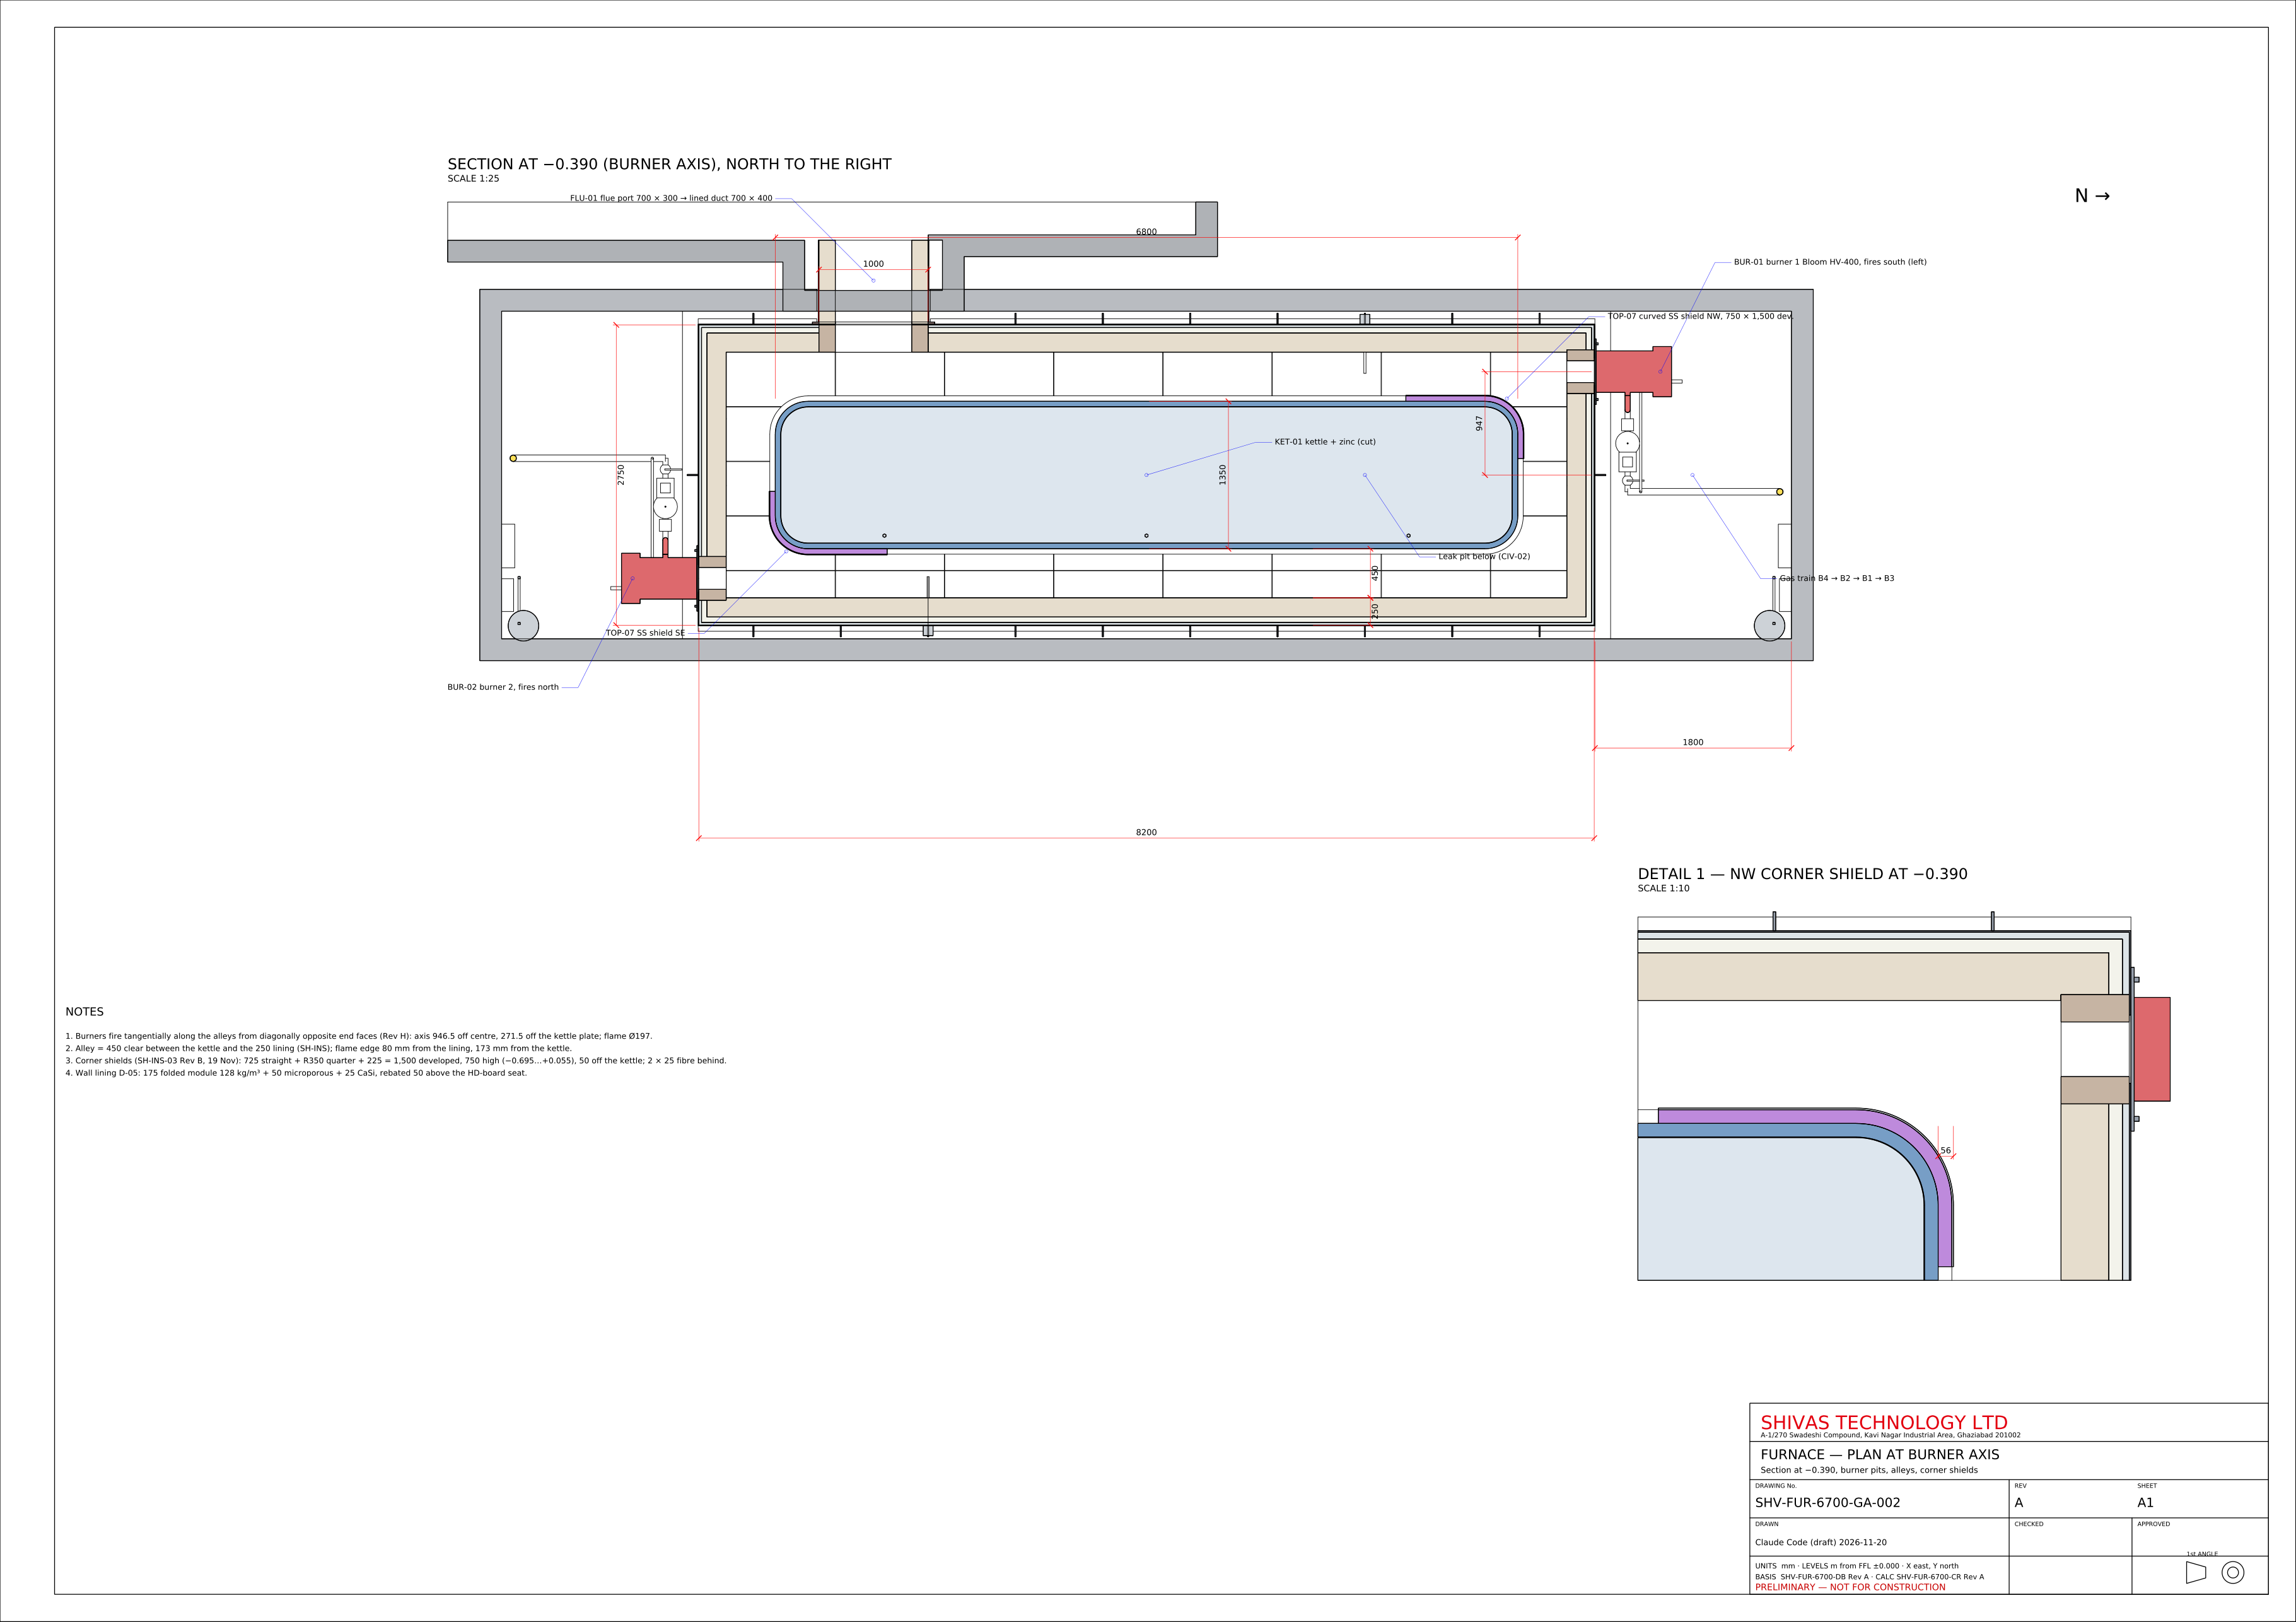 SECTION AT −0.390 (BURNER AXIS), NORTH TO THE RIGHT
SCALE 1:25
N →
FLU-01 flue port 700 × 300 → lined duct 700 × 400
6800
1000
BUR-01 burner 1 Bloom HV-400, fires south (left)
TOP-07 curved SS shield NW, 750 × 1,500 dev.
947
KET-01 kettle + zinc (cut)
2750
1350
Leak pit below (CIV-02)
450
Gas train B4 → B2 → B1 → B3
250
TOP-07 SS shield SE
BUR-02 burner 2, fires north
1800
8200
DETAIL 1 — NW CORNER SHIELD AT −0.390
SCALE 1:10
56
NOTES
1. Burners fire tangentially along the alleys from diagonally opposite end faces (Rev H): axis 946.5 off centre, 271.5 off the kettle plate; flame Ø197.
2. Alley = 450 clear between the kettle and the 250 lining (SH-INS); flame edge 80 mm from the lining, 173 mm from the kettle.
3. Corner shields (SH-INS-03 Rev B, 19 Nov): 725 straight + R350 quarter + 225 = 1,500 developed, 750 high (−0.695…+0.055), 50 off the kettle; 2 × 25 fibre behind.
4. Wall lining D-05: 175 folded module 128 kg/m³ + 50 microporous + 25 CaSi, rebated 50 above the HD-board seat.
SHIVAS TECHNOLOGY LTD
A-1/270 Swadeshi Compound, Kavi Nagar Industrial Area, Ghaziabad 201002
FURNACE — PLAN AT BURNER AXIS
Section at −0.390, burner pits, alleys, corner shields
DRAWING No.
SHV-FUR-6700-GA-002
REV
A
SHEET
A1
DRAWN
Claude Code (draft) 2026-11-20
CHECKED
APPROVED
UNITS mm · LEVELS m from FFL ±0.000 · X east, Y north
BASIS SHV-FUR-6700-DB Rev A · CALC SHV-FUR-6700-CR Rev A
PRELIMINARY — NOT FOR CONSTRUCTION
1st ANGLE